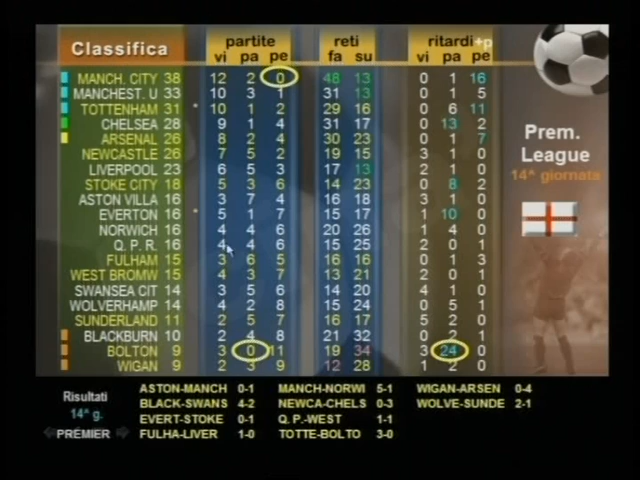 Classifica partite reti ritardi+p
vi pa pe fa su vi pa pe
MANCH. CITY 38 12 2 0 48 13 0 1 16
MANCHEST. U 33 10 3 1 31 13 0 1 5
TOTTENHAM 31 * 10 1 2 29 16 0 6 11
CHELSEA 28 9 1 4 31 17 0 13 2
ARSENAL 26 8 2 4 30 23 0 1 7
NEWCASTLE 26 7 5 2 19 15 3 1 0
LIVERPOOL 23 6 5 3 17 13 2 1 0
STOKE CITY 18 5 3 6 14 23 0 8 2
ASTON VILLA 16 3 7 4 16 18 3 1 0
EVERTON 16 * 5 1 7 15 17 1 10 0
NORWICH 16 4 4 6 20 26 1 4 0
Q. P. R. 16 4 4 6 15 25 2 0 1
FULHAM 15 3 6 5 16 16 0 1 3
WEST BROMW 15 4 3 7 13 21 2 0 1
SWANSEA CIT 14 3 5 6 14 20 4 1 0
WOLVERHAMP 14 4 2 8 15 24 0 5 1
SUNDERLAND 11 2 5 7 16 17 5 2 0
BLACKBURN 10 2 4 8 21 32 0 2 1
BOLTON 9 3 0 11 19 34 3 24 0
WIGAN 9 2 3 9 12 28 1 2 0
Prem.
League
14^ giornata
Risultati
14^ g.
PREMIER
ASTON-MANCH 0-1 MANCH-NORWI 5-1 WIGAN-ARSEN 0-4
BLACK-SWANS 4-2 NEWCA-CHELS 0-3 WOLVE-SUNDE 2-1
EVERT-STOKE 0-1 Q. P.-WEST 1-1
FULHA-LIVER 1-0 TOTTE-BOLTO 3-0